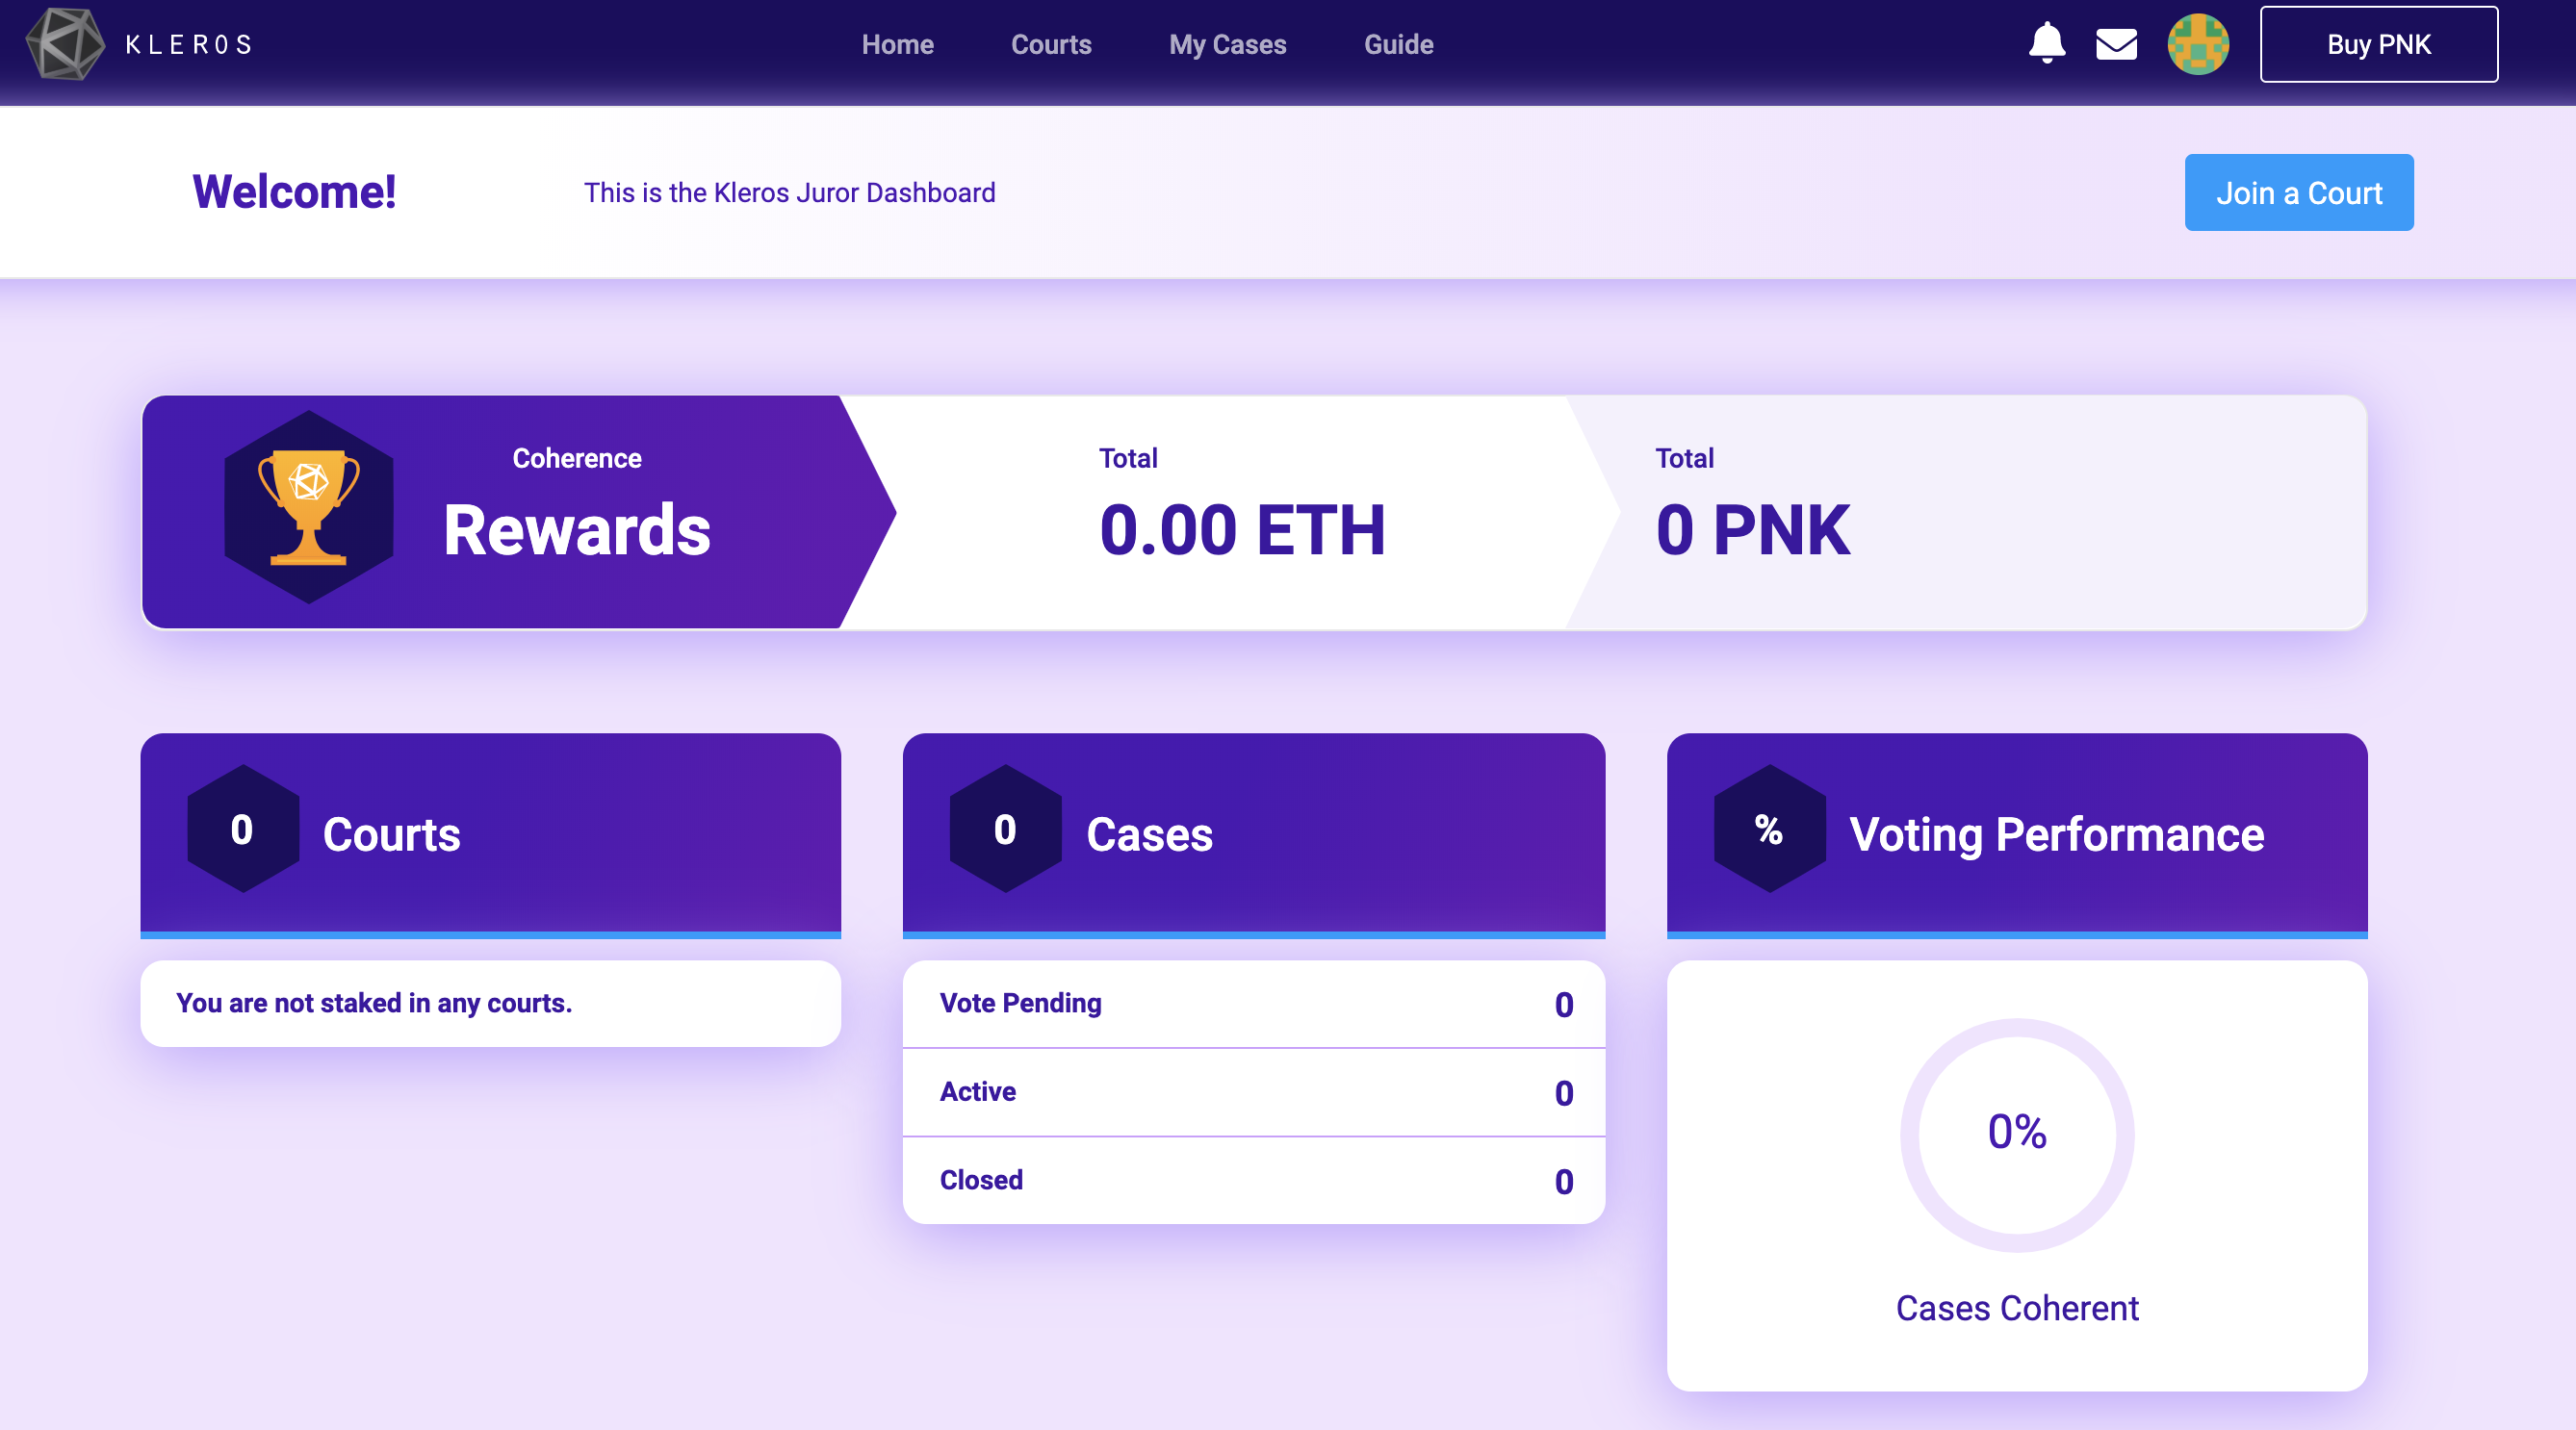 KLEROS
Home
Courts
My Cases
Guide
Buy PNK
Welcome!
This is the Kleros Juror Dashboard
Join a Court
Coherence
Rewards
Total
0.00 ETH
Total
0 PNK
0
Courts
You are not staked in any courts.
0
Cases
Vote Pending 0
Active 0
Closed 0
%
Voting Performance
0%
Cases Coherent